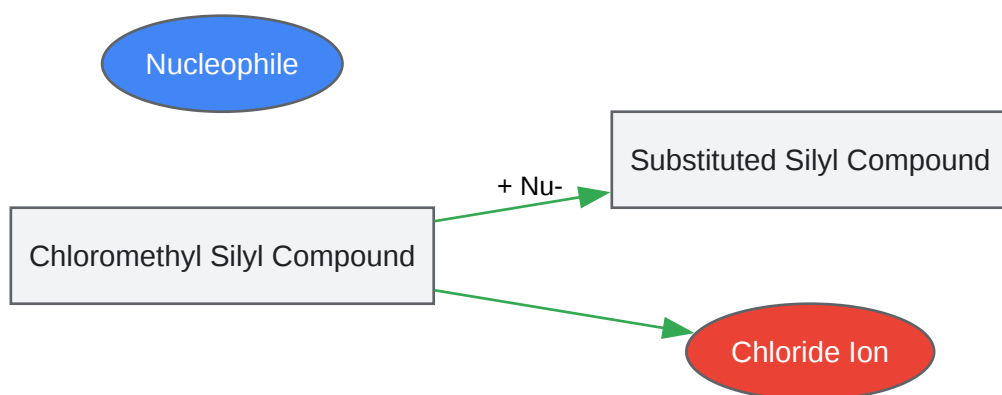 Nucleophile
Substituted Silyl Compound
+ Nu-
Chloromethyl Silyl Compound
Chloride Ion